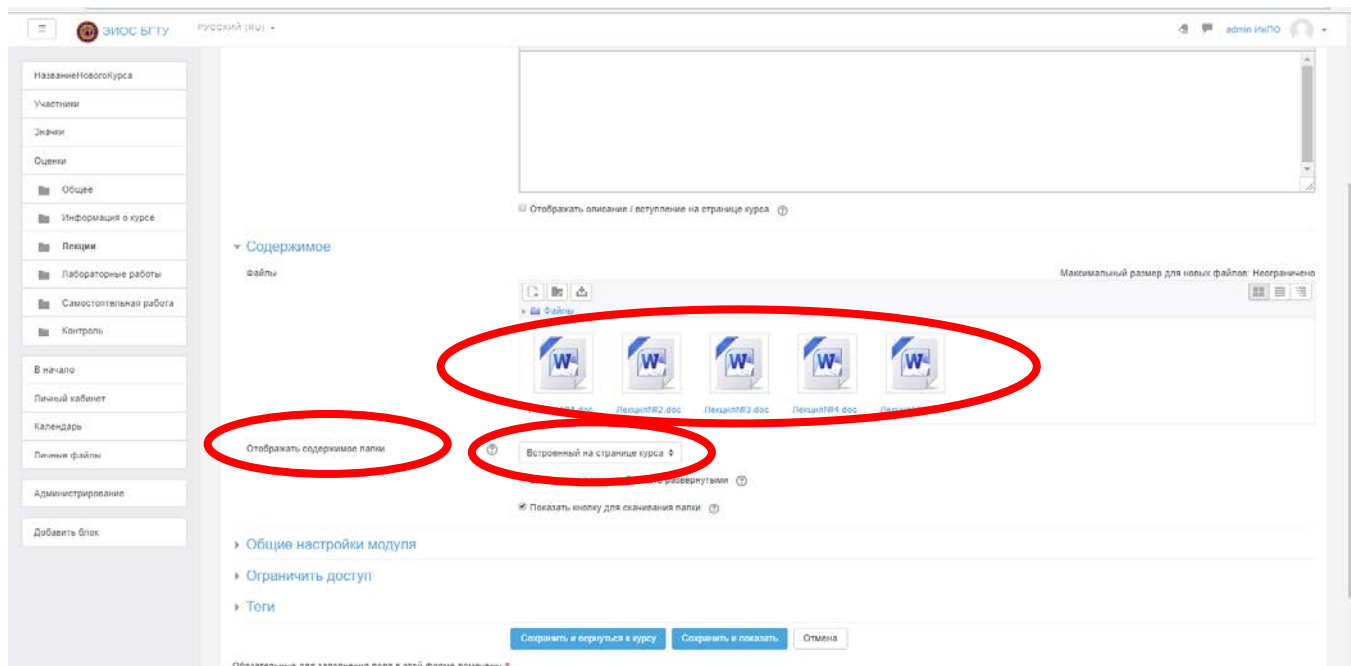 ЭИОС БГТУ РУССКИЙ (RU) admin ИиПО
НазваниеНовогоКурса
Участники
Значки
Оценки
Общее
Информация о курсе
Отображать описание / вступление на странице курса
Лекции
Содержимое
Лабораторные работы
Файлы Максимальный размер для новых файлов: Неограничено
Самостоятельная работа
Файлы
Контроль
В начало
Личный кабинет
Лекция№2.doc Лекция№3.doc Лекция№4.doc
Календарь
Личные файлы
Отображать содержимое папки Встроенный на странице курса
развернутыми
Администрирование
Показать кнопку для скачивания папки
Добавить блок
Общие настройки модуля
Ограничить доступ
Теги
Сохранить и вернуться к курсу Сохранить и показать Отмена